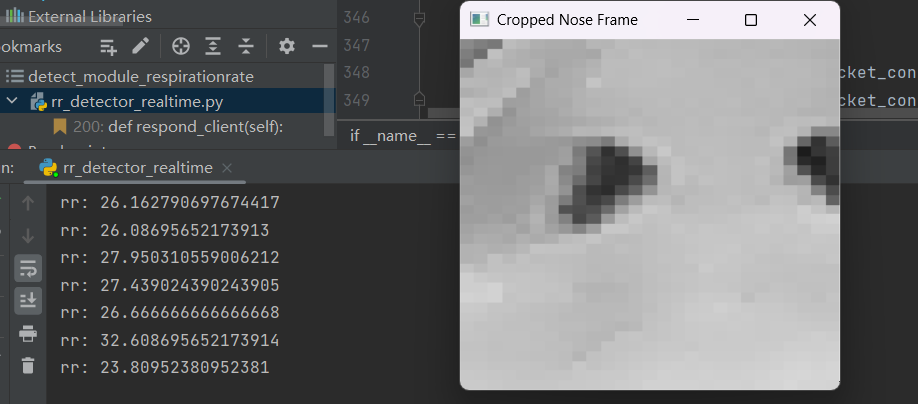 External Libraries
ookmarks
detect_module_respirationrate
rr_detector_realtime.py
200: def respond_client(self):
346
347
348
349
cket_con
cket_con
if __name__ ==
Cropped Nose Frame
n:
rr_detector_realtime
rr: 26.162790697674417
rr: 26.08695652173913
rr: 27.950310559006212
rr: 27.439024390243905
rr: 26.666666666666668
rr: 32.608695652173914
rr: 23.80952380952381